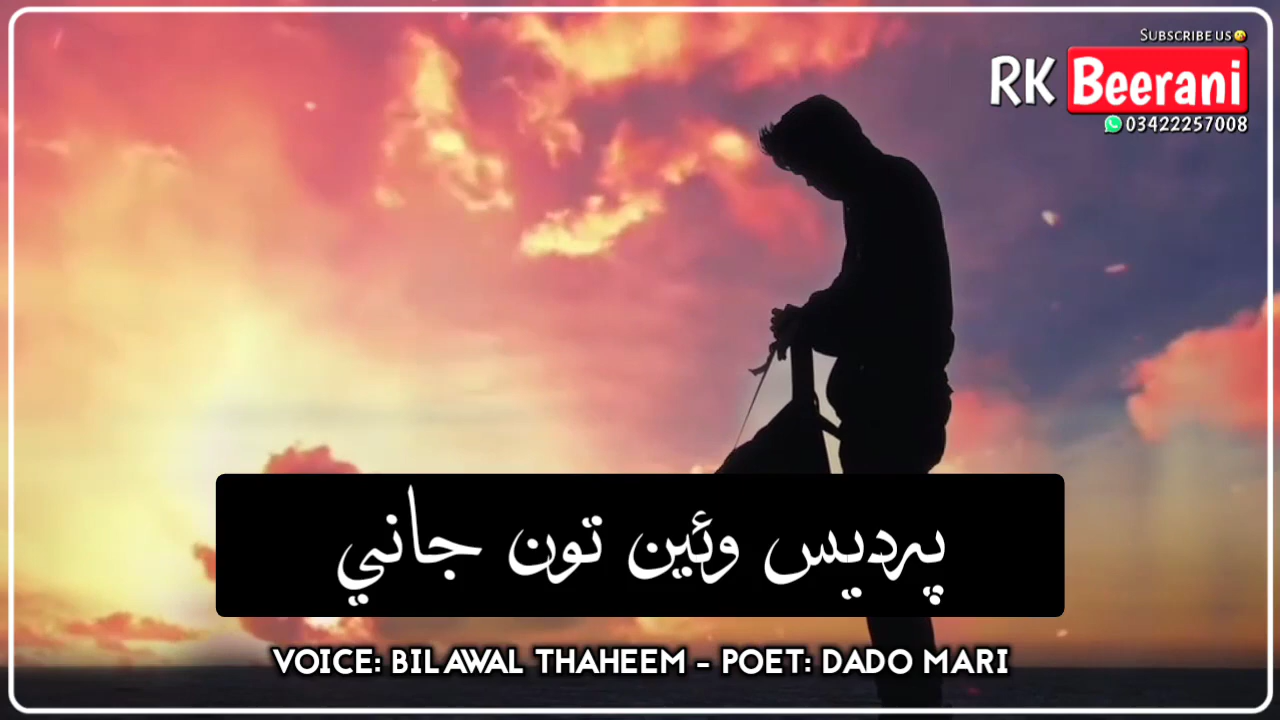 SUBSCRIBE US😘
RK Beerani
03422257008
پرديس وئين تون جاني
VOICE: BILAWAL THAHEEM - POET: DADO MARI